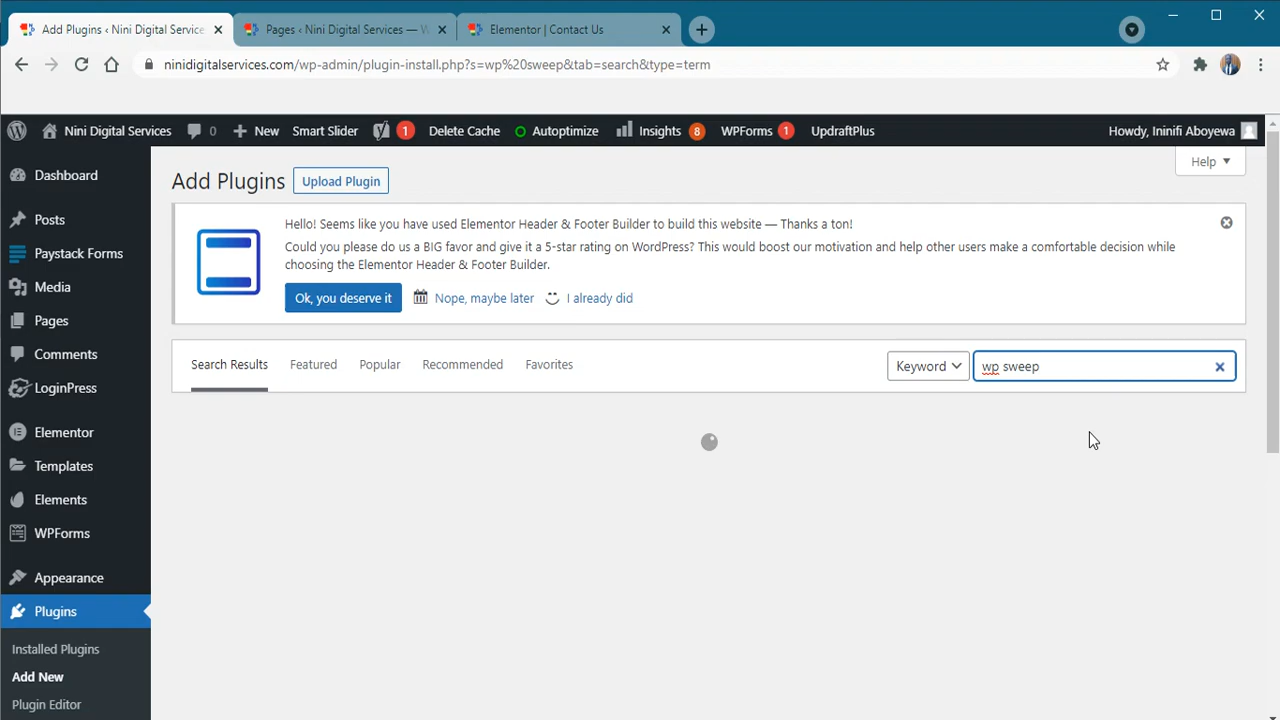 Add Plugins ‹ Nini Digital Service
Pages ‹ Nini Digital Services — W
Elementor | Contact Us
ninidigitalservices.com/wp-admin/plugin-install.php?s=wp%20sweep&tab=search&type=term
Nini Digital Services 0 New Smart Slider 1 Delete Cache Autoptimize Insights 8 WPForms 1 UpdraftPlus Howdy, Ininifi Aboyewa
Help
Add Plugins Upload Plugin
Hello! Seems like you have used Elementor Header & Footer Builder to build this website — Thanks a ton!
Could you please do us a BIG favor and give it a 5-star rating on WordPress? This would boost our motivation and help other users make a comfortable decision while
choosing the Elementor Header & Footer Builder.
Ok, you deserve it Nope, maybe later I already did
Search Results Featured Popular Recommended Favorites Keyword wp sweep
Dashboard
Posts
Paystack Forms
Media
Pages
Comments
LoginPress
Elementor
Templates
Elements
WPForms
Appearance
Plugins
Installed Plugins
Add New
Plugin Editor